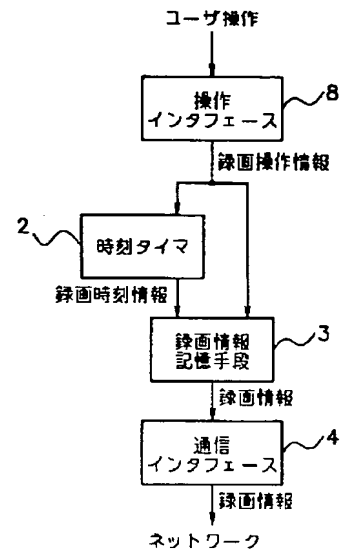 ユーザ操作
操作
インタフェース
8
録画操作情報
2
時刻タイマ
録画時刻情報
録画情報
記憶手段
3
録画情報
通信
インタフェース
4
録画情報
ネットワーク